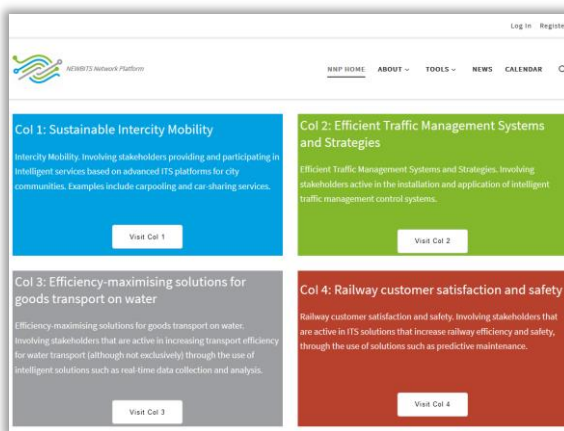 Log In Registe
NEWBITS Network Platform
NNP HOME ABOUT TOOLS NEWS CALENDAR
CoI 1: Sustainable Intercity Mobility
Intercity Mobility. Involving stakeholders providing and participating in
Intelligent services based on advanced ITS platforms for city
communities. Examples include carpooling and car-sharing services.
Visit CoI 1
CoI 2: Efficient Traffic Management Systems
and Strategies
Efficient Traffic Management Systems and Strategies. Involving
stakeholders active in the installation and application of intelligent
traffic management control systems.
Visit CoI 2
CoI 3: Efficiency-maximising solutions for
goods transport on water
Efficiency-maximising solutions for goods transport on water.
Involving stakeholders that are active in increasing transport efficiency
for water transport (although not exclusively) through the use of
intelligent solutions such as real-time data collection and analysis.
Visit CoI 3
CoI 4: Railway customer satisfaction and safety
Railway customer satisfaction and safety. Involving stakeholders that
are active in ITS solutions that increase railway efficiency and safety,
through the use of solutions such as predictive maintenance.
Visit CoI 4